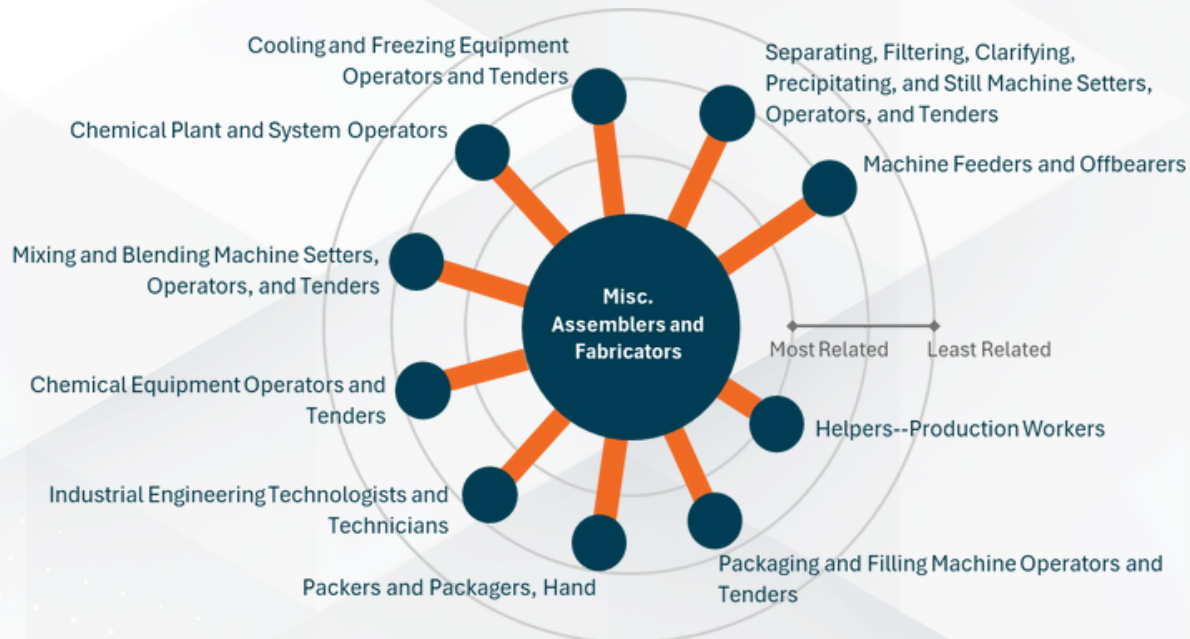 Cooling and Freezing Equipment
Operators and Tenders
Separating, Filtering, Clarifying,
Precipitating, and Still Machine Setters,
Operators, and Tenders
Chemical Plant and System Operators
Machine Feeders and Offbearers
Mixing and Blending Machine Setters,
Operators, and Tenders
Misc.
Assemblers and
Fabricators
Most Related
Least Related
Chemical Equipment Operators and
Tenders
Helpers--Production Workers
Industrial Engineering Technologists and
Technicians
Packaging and Filling Machine Operators and
Tenders
Packers and Packagers, Hand